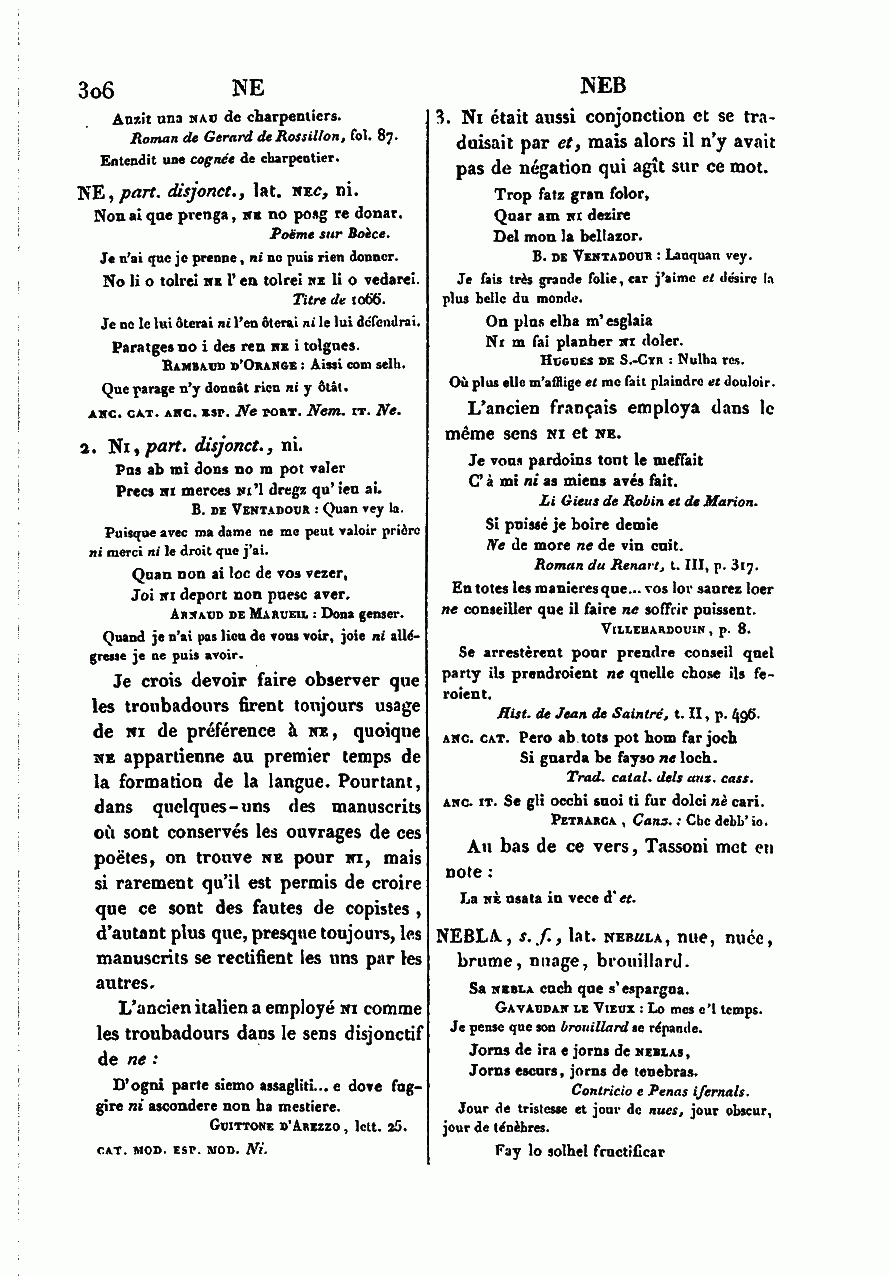 306 NE NEB
Auzit una NAU de charpentiers.
Roman de Gerard de Rossillon, fol. 87.
Entendit une cognée de charpentier.
NE, part. disjonct., lat. NEC, ni.
Non ai que prenga, NE no posg re donar.
Poëme sur Boèce.
Je n'ai que je prenne, ni ne puis rien donner.
No li o tolrei NE l'en tolrei NE li o vedarei.
Titre de 1066.
Je ne le lui ôterai ni l'en ôterai ni le lui défendrai.
Paratges no i des ren NE i tolgues.
RAMBAUD D'ORANGE : Aissi com selh.
Que parage n'y donnât rien ni y ôtât.
ANC. CAT. ANC. ESP. Ne PORT. Nem. IT. Ne.
2. NI, part. disjonct., ni.
Pus ab mi dons no m pot valer
Precs NI merces NI'l dregz qu'ieu ai.
B. DE VENTADOUR : Quan vey la.
Puisque avec ma dame ne me peut valoir prière
ni merci ni le droit que j'ai.
Quan non ai loc de vos vezer,
Joi NI deport non puesc aver.
ARNAUD DE MARUEIL : Dona genser.
Quand je n'ai pas lieu de vous voir, joie ni allé-
gresse je ne puis avoir.
Je crois devoir faire observer que
les troubadours firent toujours usage
de NI de préférence à NE, quoique
NE appartienne au premier temps de
la formation de la langue. Pourtant,
dans quelques-uns des manuscrits
où sont conservés les ouvrages de ces
poëtes, on trouve NE pour NI, mais
si rarement qu'il est permis de croire
que ce sont des fautes de copistes,
d'autant plus que, presque toujours, les
manuscrits se rectifient les uns par les
autres.
L'ancien italien a employé NI comme
les troubadours dans le sens disjonctif
de ne :
D'ogni parte siemo assagliti... e dove fug-
gire ni ascondere non ha mestiere.
GUITTONE D'AREZZO, lett. 25.
CAT. MOD. ESP. MOD. Ni.
3. NI était aussi conjonction et se tra-
duisait par et, mais alors il n'y avait
pas de négation qui agît sur ce mot.
Trop fatz gran folor,
Quar am NI dezire
Del mon la bellazor.
B. DE VENTADOUR : Lanquan vey.
Je fais très grande folie, car j'aime et désire la
plus belle du monde.
On plus elha m'esglaia
NI m fai planher NI doler.
HUGUES DE S.-CYR : Nulha res.
Où plus elle m'afflige et me fait plaindre et douloir.
L'ancien français employa dans le
même sens NI et NE.
Je vous pardoins tont le meffait
C'à mi ni as miens avés fait.
Li Gieus de Robin et de Marion.
Si puissé je boire demie
Ne de more ne de vin cuit.
Roman du Renart, t. III, p. 317.
En totes les manieres que... vos lor saurez loer
ne conseiller que il faire ne soffrir puissent.
VILLEHARDOUIN, p. 8.
Se arrestèrent pour prendre conseil quel
party ils prendroient ne quelle chose ils fe-
roient.
Hist. de Jean de Saintré, t. II, p. 496.
ANC. CAT. Pero ab tots pot hom far joch
Si guarda be fayso ne loch.
Trad. catal. dels auz. cass.
ANC. IT. Se gli occhi suoi ti fur dolci nè cari.
PETRARCA, Canz. : Che debb'io.
Au bas de ce vers, Tassoni met en
note :
La NÈ usata in vece d'et.
NEBLA, s. f., lat. NEBULA, nue, nuée,
brume, nuage, brouillard.
Sa NEBLA cuch que s'esparguа.
GAVAUDAN LE VIEUX : Lo mes e'l temps.
Je pense que son brouillard se répande.
Jorns de ira e jorns de NEBLAS,
Jorns escurs, jorns de tenebras.
Contricio e Penas ifernals.
Jour de tristesse et jour de nues, jour obscur,
jour de ténèbres.
Fay lo solhel fructificar